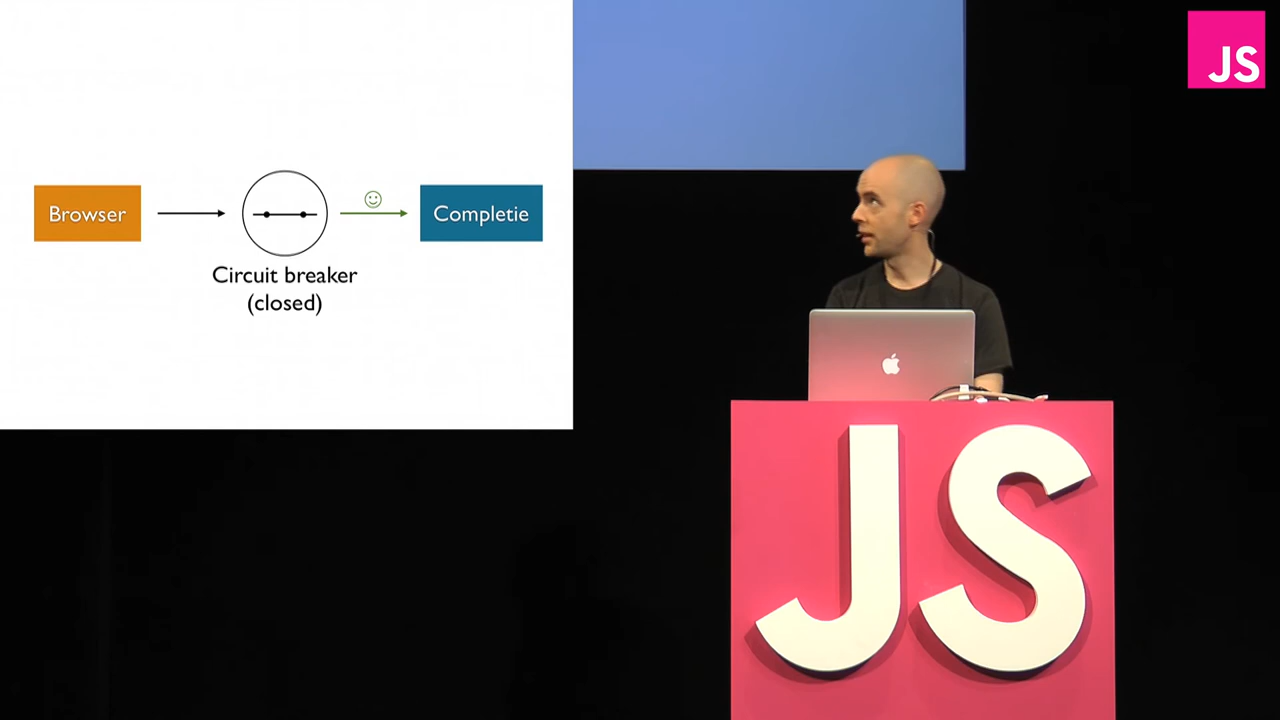 Browser
Completie
Circuit breaker
(closed)
JS
JS